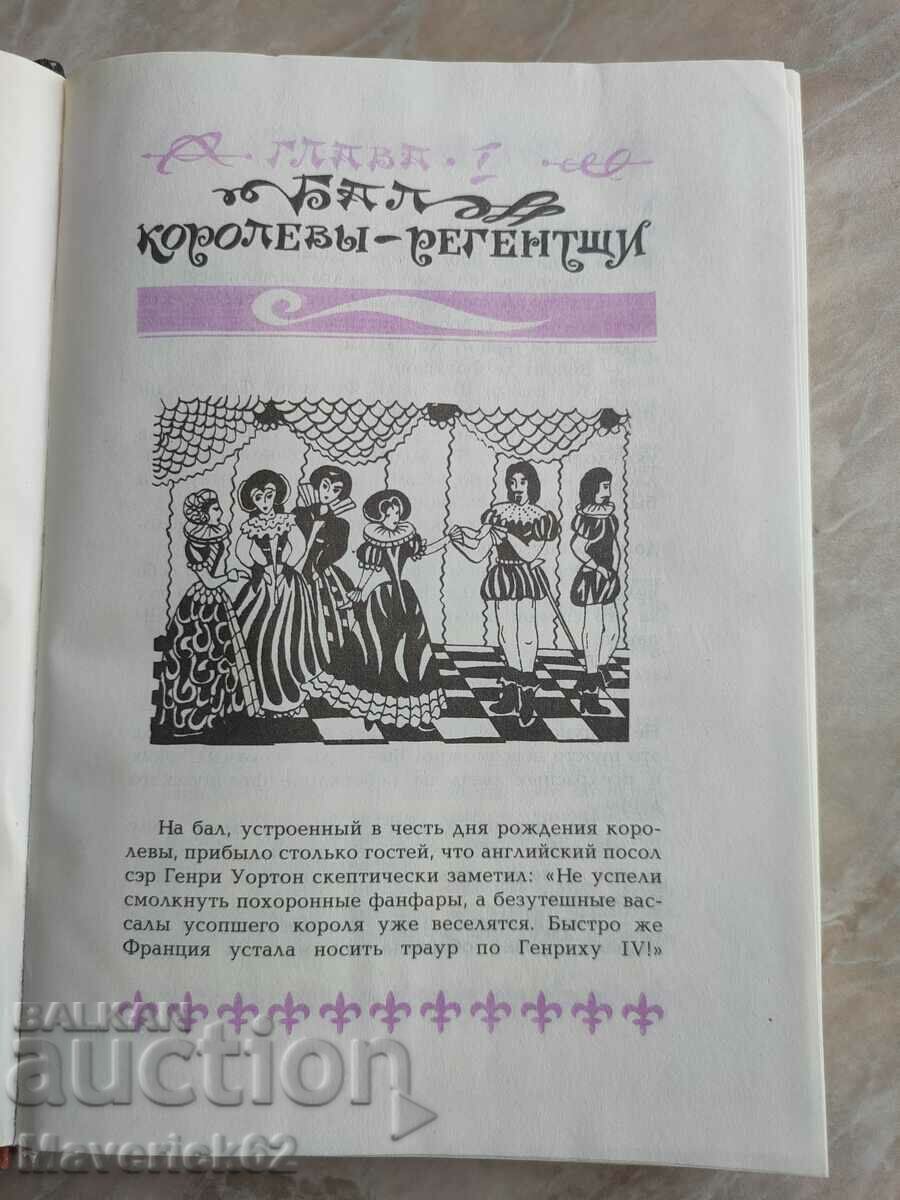 ГЛАВА · I
БАЛ
КОРОЛЕВЫ-РЕГЕНТЩИ
На бал, устроенный в честь дня рождения коро-
левы, прибыло столько гостей, что английский посол
сэр Генри Уортон скептически заметил: «Не успели
смолкнуть похоронные фанфары, а безутешные вас-
салы усопшего короля уже веселятся. Быстро же
Франция устала носить траур по Генриху IV!»
BALKAN
auction
Maverick62